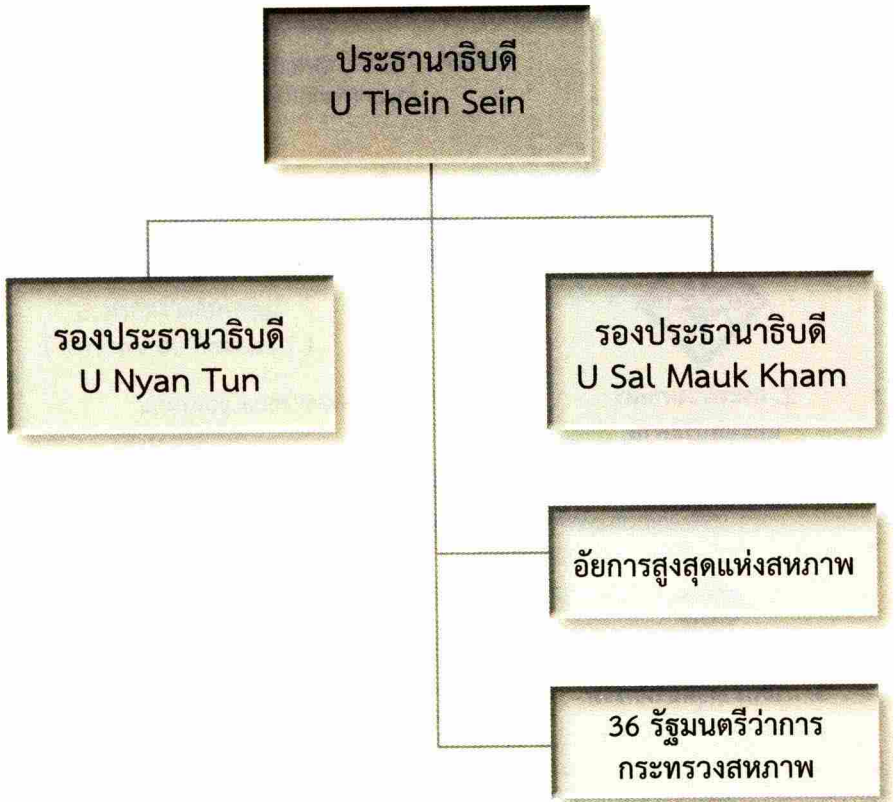 ประธานาธิบดี
U Thein Sein
รองประธานาธิบดี
U Nyan Tun
รองประธานาธิบดี
U Sal Mauk Kham
อัยการสูงสุดแห่งสหภาพ
36 รัฐมนตรีว่าการ
กระทรวงสหภาพ